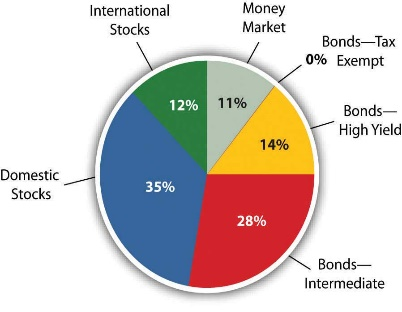 International
Stocks
Money
Market
Bonds—Tax
Exempt
0%
Bonds—
High Yield
12%
11%
14%
Domestic
Stocks
35%
28%
Bonds—
Intermediate